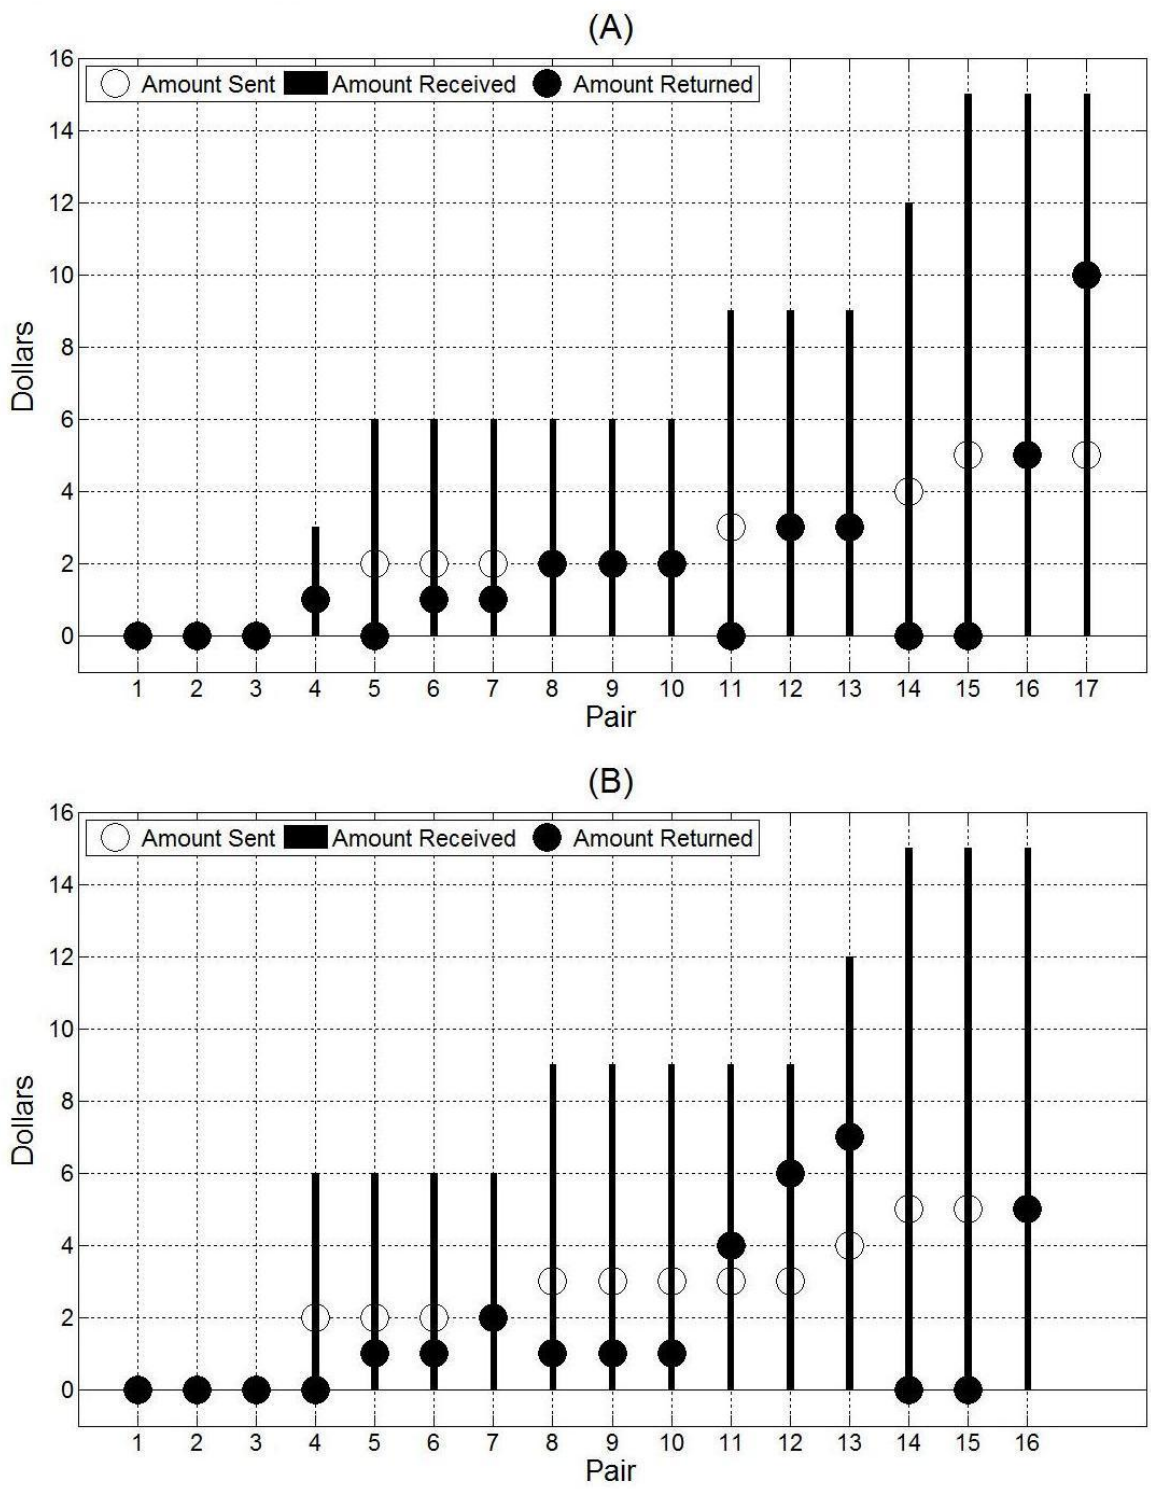 (A)
16
Amount Sent Amount Received Amount Returned
14
12
10
8
6
4
2
0
Dollars
1 2 3 4 5 6 7 8 9 10 11 12 13 14 15 16 17
Pair
(B)
16
Amount Sent Amount Received Amount Returned
14
12
10
8
6
4
2
0
Dollars
1 2 3 4 5 6 7 8 9 10 11 12 13 14 15 16
Pair